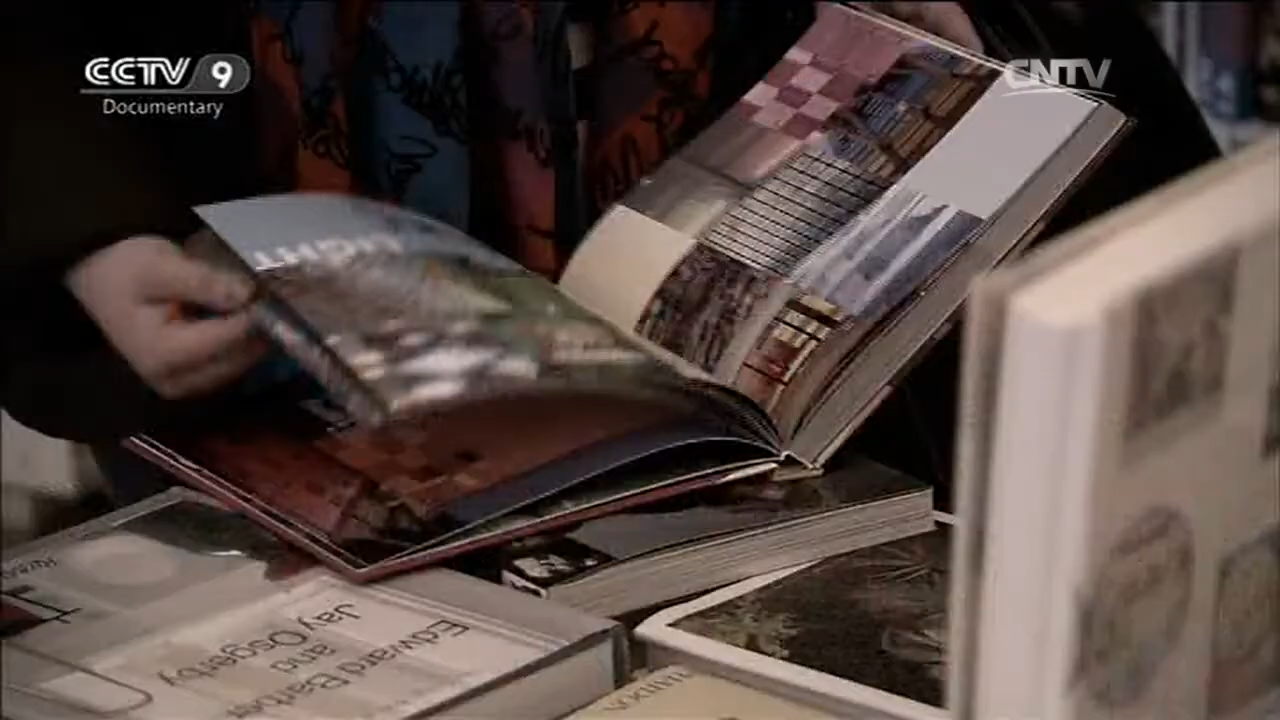 CCTV 9
Documentary
CNTV
LIGHT
Edward Barber
and
Jay Osgerby